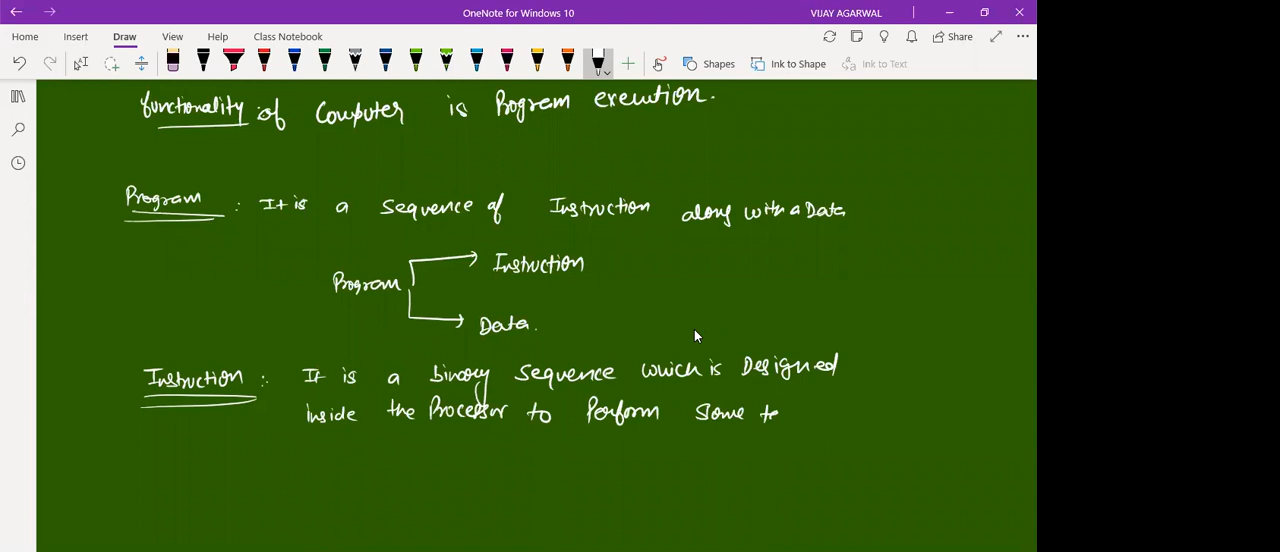 OneNote for Windows 10
VIJAY AGARWAL
Home Insert Draw View Help Class Notebook
Share
Shapes Ink to Shape Ink to Text
functionality of Computer is Program execution.
Program : It is a Sequence of Instruction along with a Data
Instruction
Program
Data.
Instruction : It is a binary Sequence which is Designed
inside the Processor to Perform Some